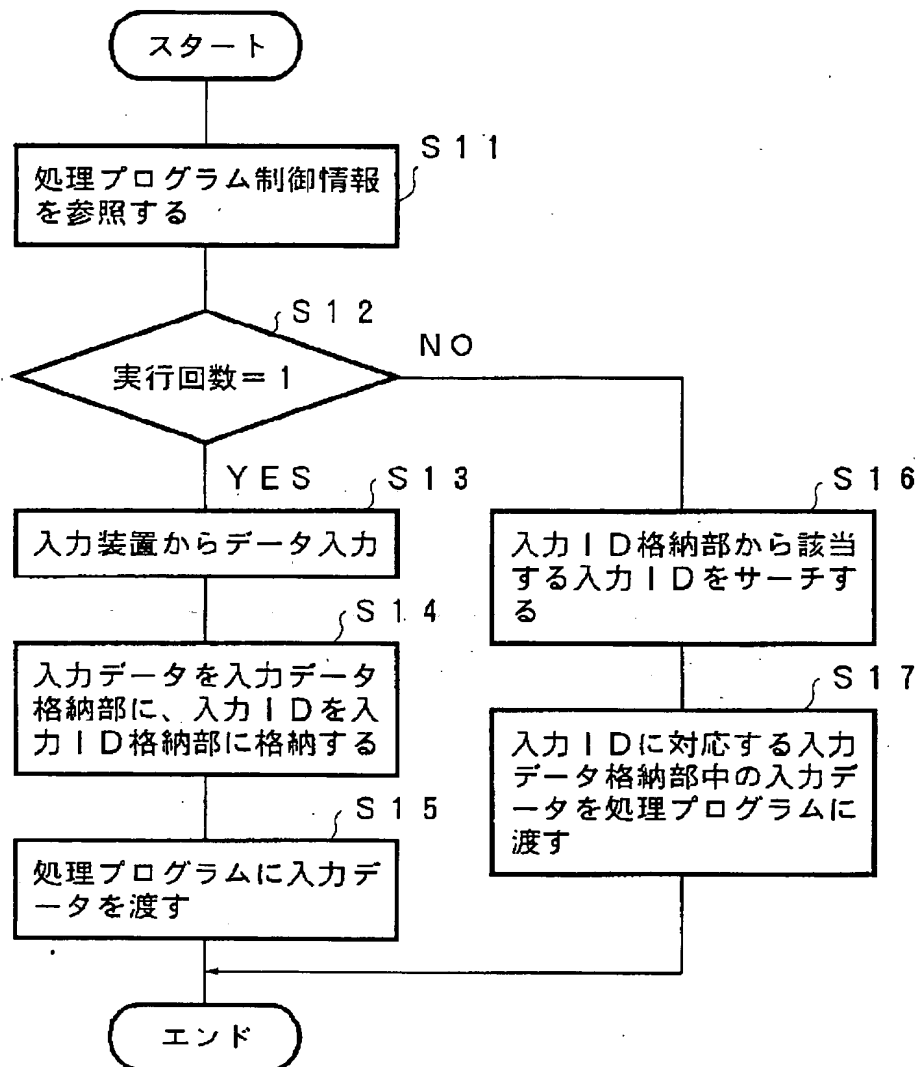 スタート
S11
処理プログラム制御情報
を参照する
S12
実行回数=1
NO
YES
S13
入力装置からデータ入力
S14
入力データを入力データ
格納部に、入力IDを入
力ID格納部に格納する
S15
処理プログラムに入力デ
ータを渡す
S16
入力ID格納部から該当
する入力IDをサーチす
る
S17
入力IDに対応する入力
データ格納部中の入力デ
ータを処理プログラムに
渡す
エンド